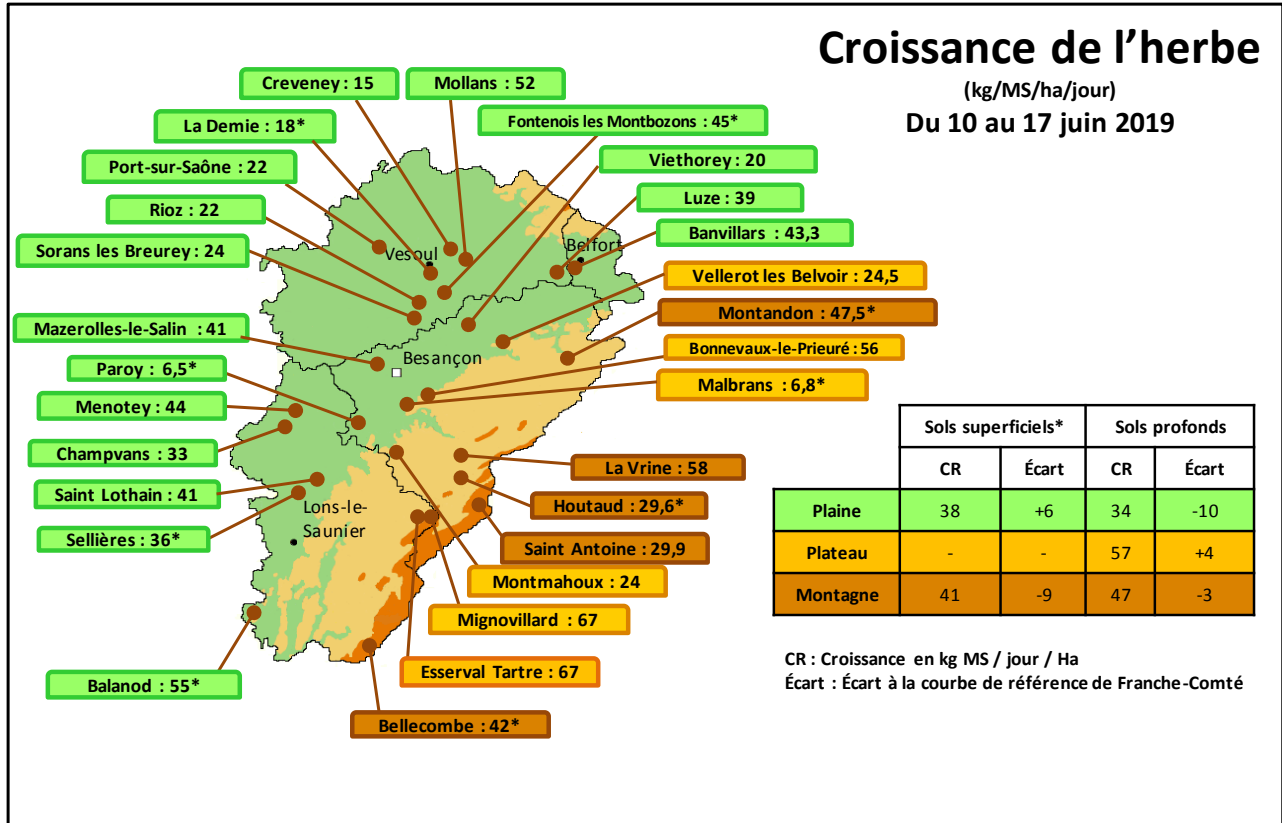 Croissance de l’herbe
(kg/MS/ha/jour)
Du 10 au 17 juin 2019
Creveney : 15
Mollans : 52
La Demie : 18*
Fontenois les Montbozons : 45*
Port-sur-Saône : 22
Viethorey : 20
Rioz : 22
Luze : 39
Sorans les Breurey : 24
Banvillars : 43,3
Vesoul
Belfort
Vellerot les Belvoir : 24,5
Montandon : 47,5*
Mazerolles-le-Salin : 41
Besançon
Bonnevaux-le-Prieuré : 56
Paroy : 6,5*
Malbrans : 6,8*
Menotey : 44
Champvans : 33
La Vrine : 58
Saint Lothain : 41
Houtaud : 29,6*
Lons-le-
Saunier
Sellières : 36*
Saint Antoine : 29,9
Montmahoux : 24
Mignovillard : 67
Esserval Tartre : 67
Balanod : 55*
Bellecombe : 42*
Sols superficiels* Sols profonds
CR Écart CR Écart
Plaine 38 +6 34 -10
Plateau - - 57 +4
Montagne 41 -9 47 -3
CR : Croissance en kg MS / jour / Ha
Écart : Écart à la courbe de référence de Franche-Comté